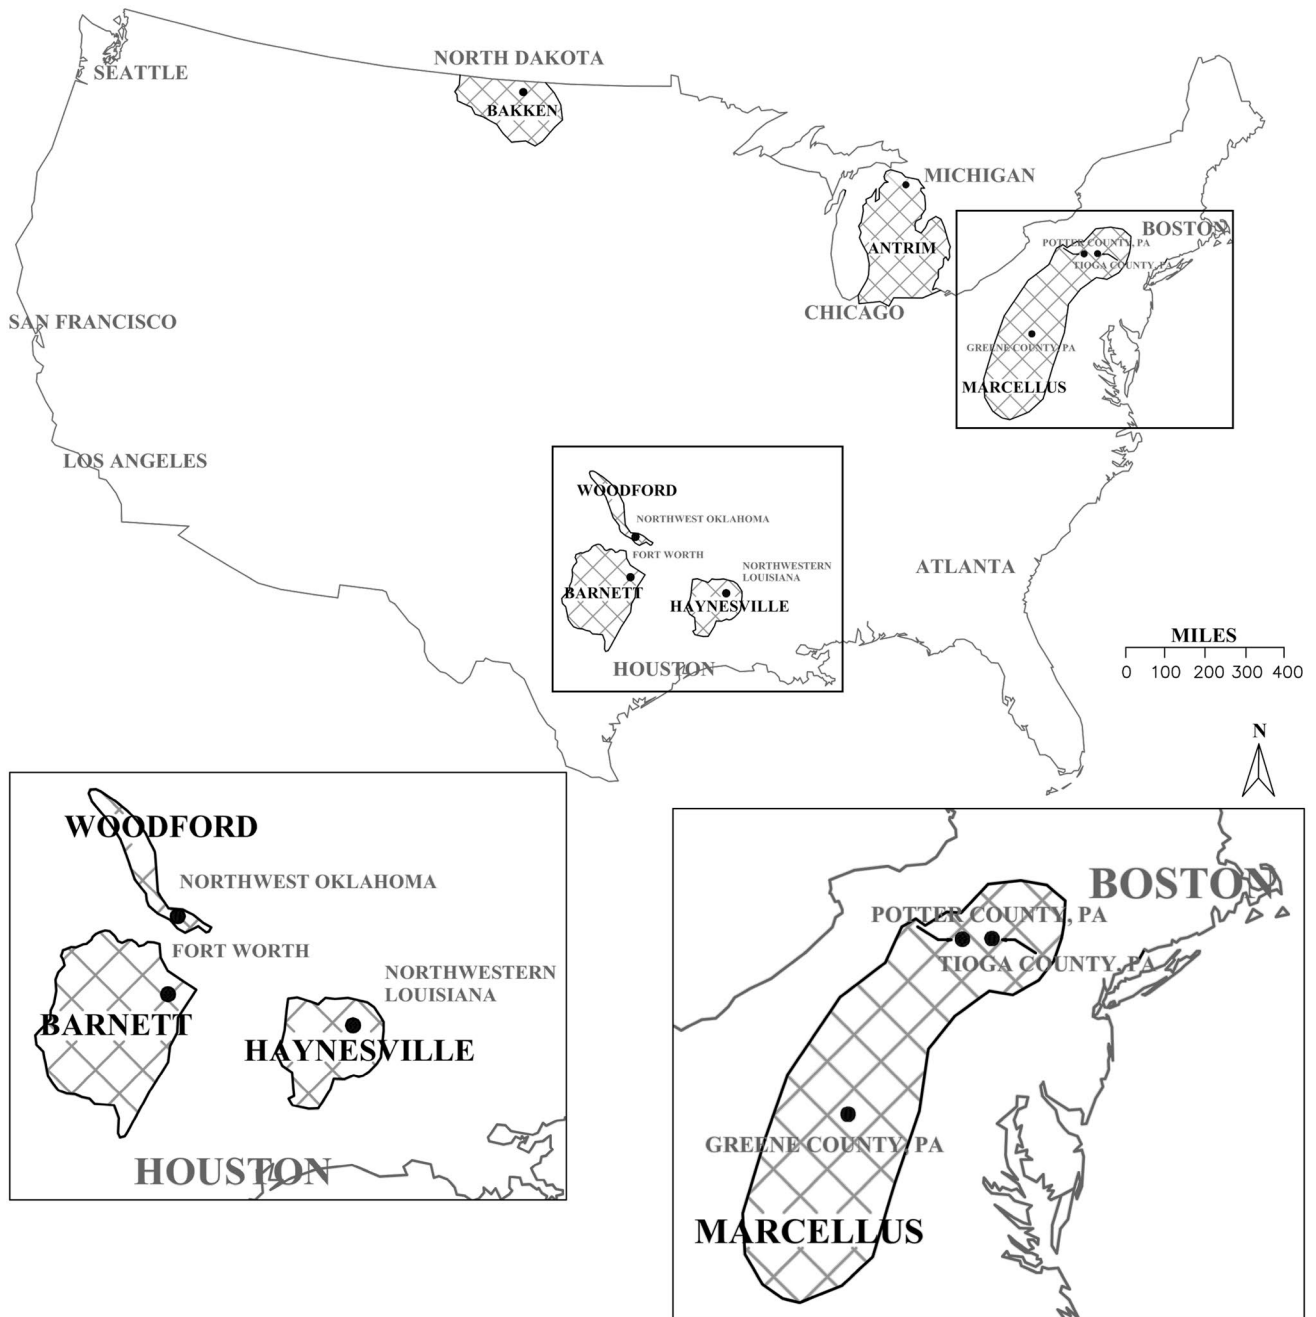 NORTH DAKOTA
SEATTLE
BAKKEN
MICHIGAN
BOSTON
POTTER COUNTY, PA
ANTRIM
TIOGA COUNTY, PA
CHICAGO
SAN FRANCISCO
GREENE COUNTY, PA
MARCELLUS
LOS ANGELES
WOODFORD
NORTHWEST OKLAHOMA
FORT WORTH
NORTHWESTERN
LOUISIANA
BARNETT
HAYNESVILLE
ATLANTA
HOUSTON
MILES
0 100 200 300 400
N
WOODFORD
NORTHWEST OKLAHOMA
FORT WORTH
NORTHWESTERN
LOUISIANA
BARNETT
HAYNESVILLE
HOUSTON
BOSTON
POTTER COUNTY, PA
TIOGA COUNTY, PA
GREENE COUNTY, PA
MARCELLUS